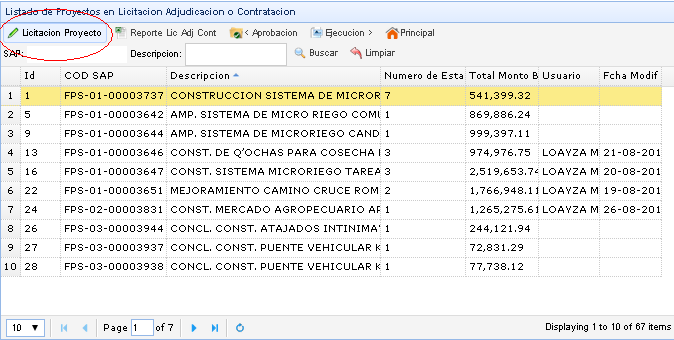 Listado de Proyectos en Licitacion Adjudicacion o Contratacion
Licitacion Proyecto Reporte Lic Adj Cont < Aprobacion Ejecucion > Principal
SAP: Descripcion: Buscar Limpiar
Id COD SAP Descripcion Numero de Esta Total Monto B Usuario Fcha Modif
1 1 FPS-01-00003737 CONSTRUCCION SISTEMA DE MICROR 7 541,399.32
2 5 FPS-01-00003642 AMP. SISTEMA DE MICRO RIEGO COMU 1 869,886.24
3 9 FPS-01-00003644 AMP. SISTEMA DE MICRORIEGO CAND 1 999,397.11
4 13 FPS-01-00003646 CONST. DE Q'OCHAS PARA COSECHA 3 974,976.75 LOAYZA M 21-08-201
5 16 FPS-01-00003647 CONST. SISTEMA MICRORIEGO TAREA 3 2,519,653.74 LOAYZA M 20-08-201
6 22 FPS-01-00003651 MEJORAMIENTO CAMINO CRUCE ROM 2 1,766,948.11 LOAYZA M 19-08-201
7 24 FPS-02-00003831 CONST. MERCADO AGROPECUARIO AR 1 1,265,275.61 LOAYZA M 26-08-201
8 26 FPS-03-00003944 CONCL. CONST. ATAJADOS INTINIMA 1 244,121.94
9 27 FPS-03-00003937 CONCL. CONST. PUENTE VEHICULAR K 1 72,831.29
10 28 FPS-03-00003938 CONCL. CONST. PUENTE VEHICULAR K 1 77,738.12
10 Page 1 of 7 Displaying 1 to 10 of 67 items